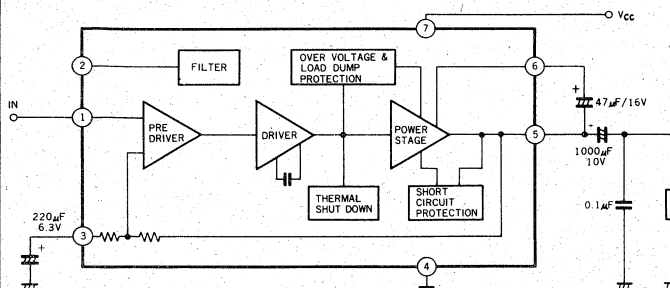 7
Vcc
2
FILTER
OVER VOLTAGE &
LOAD DUMP
PROTECTION
6
+
47μF/16V
IN
1
PRE
DRIVER
DRIVER
POWER
STAGE
5
+
1000μF
10V
THERMAL
SHUT DOWN
SHORT
CIRCUIT
PROTECTION
0.1μF
220μF
6.3V
3
+
4